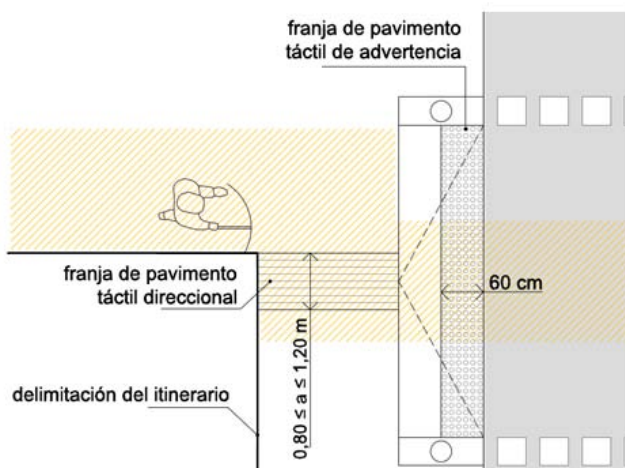 franja de pavimento
táctil de advertencia
franja de pavimento
táctil direccional
60 cm
0,80 ≤ a ≤ 1,20 m
delimitación del itinerario